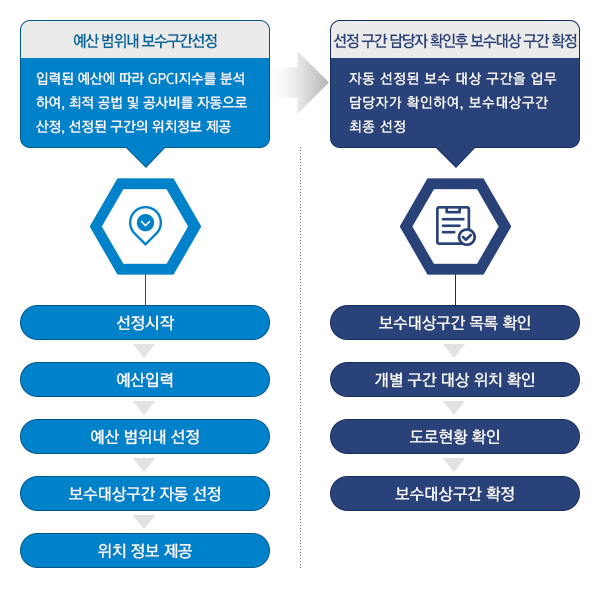 예산 범위내 보수구간선정
입력된 예산에 따라 GPCI지수를 분석
하여, 최적 공법 및 공사비를 자동으로
산정, 선정된 구간의 위치정보 제공
선정시작
예산입력
예산 범위내 선정
보수대상구간 자동 선정
위치 정보 제공
선정 구간 담당자 확인후 보수대상 구간 확정
자동 선정된 보수 대상 구간을 업무
담당자가 확인하여, 보수대상구간
최종 선정
보수대상구간 목록 확인
개별 구간 대상 위치 확인
도로현황 확인
보수대상구간 확정